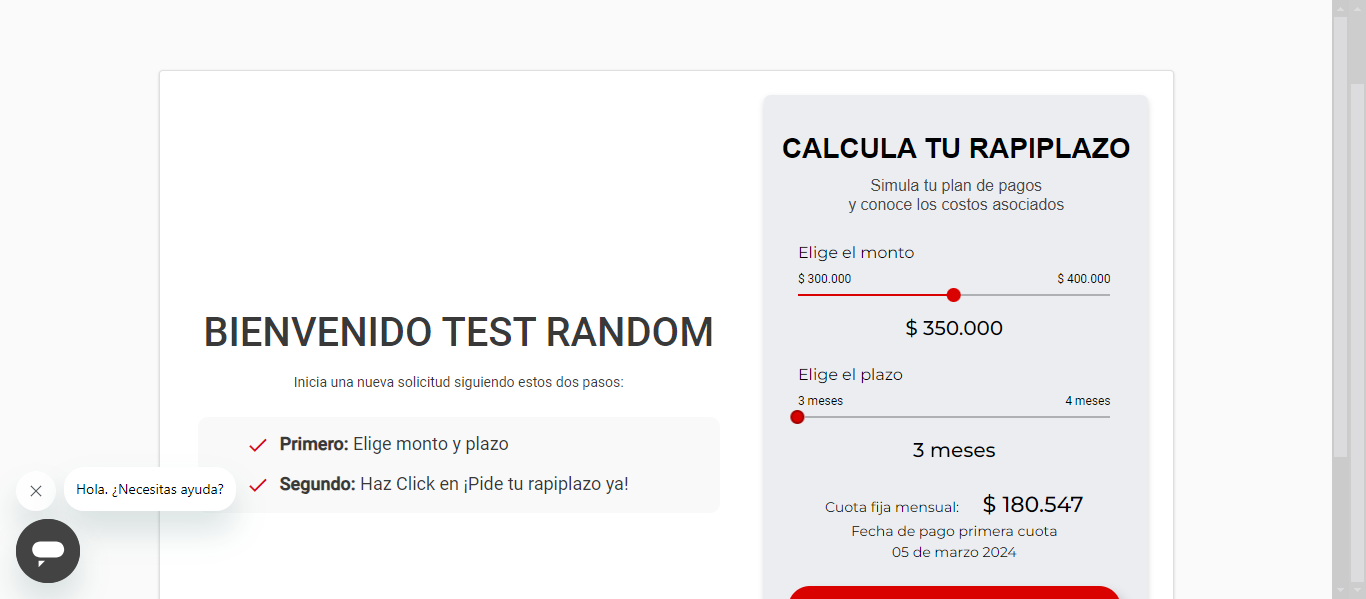 BIENVENIDO TEST RANDOM
Inicia una nueva solicitud siguiendo estos dos pasos:
Primero: Elige monto y plazo
Segundo: Haz Click en ¡Pide tu rapiplazo ya!
Hola. ¿Necesitas ayuda?
CALCULA TU RAPIPLAZO
Simula tu plan de pagos
y conoce los costos asociados
Elige el monto
$ 300.000 $ 400.000
$ 350.000
Elige el plazo
3 meses 4 meses
3 meses
Cuota fija mensual: $ 180.547
Fecha de pago primera cuota
05 de marzo 2024